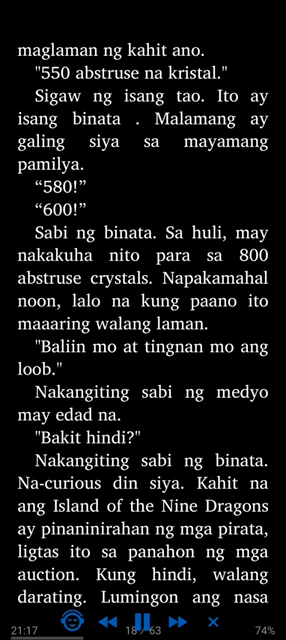 maglaman ng kahit ano.
"550 abstruse na kristal."
Sigaw ng isang tao. Ito ay
isang binata . Malamang ay
galing siya sa mayamang
pamilya.
“580!”
“600!”
Sabi ng binata. Sa huli, may
nakakuha nito para sa 800
abstruse crystals. Napakamahal
noon, lalo na kung paano ito
maaaring walang laman.
"Baliin mo at tingnan mo ang
loob."
Nakangiting sabi ng medyo
may edad na.
"Bakit hindi?"
Nakangiting sabi ng binata.
Na-curious din siya. Kahit na
ang Island of the Nine Dragons
ay pinaninirahan ng mga pirata,
ligtas ito sa panahon ng mga
auction. Kung hindi, walang
darating. Lumingon ang nasa
21:17 18 / 63 74%